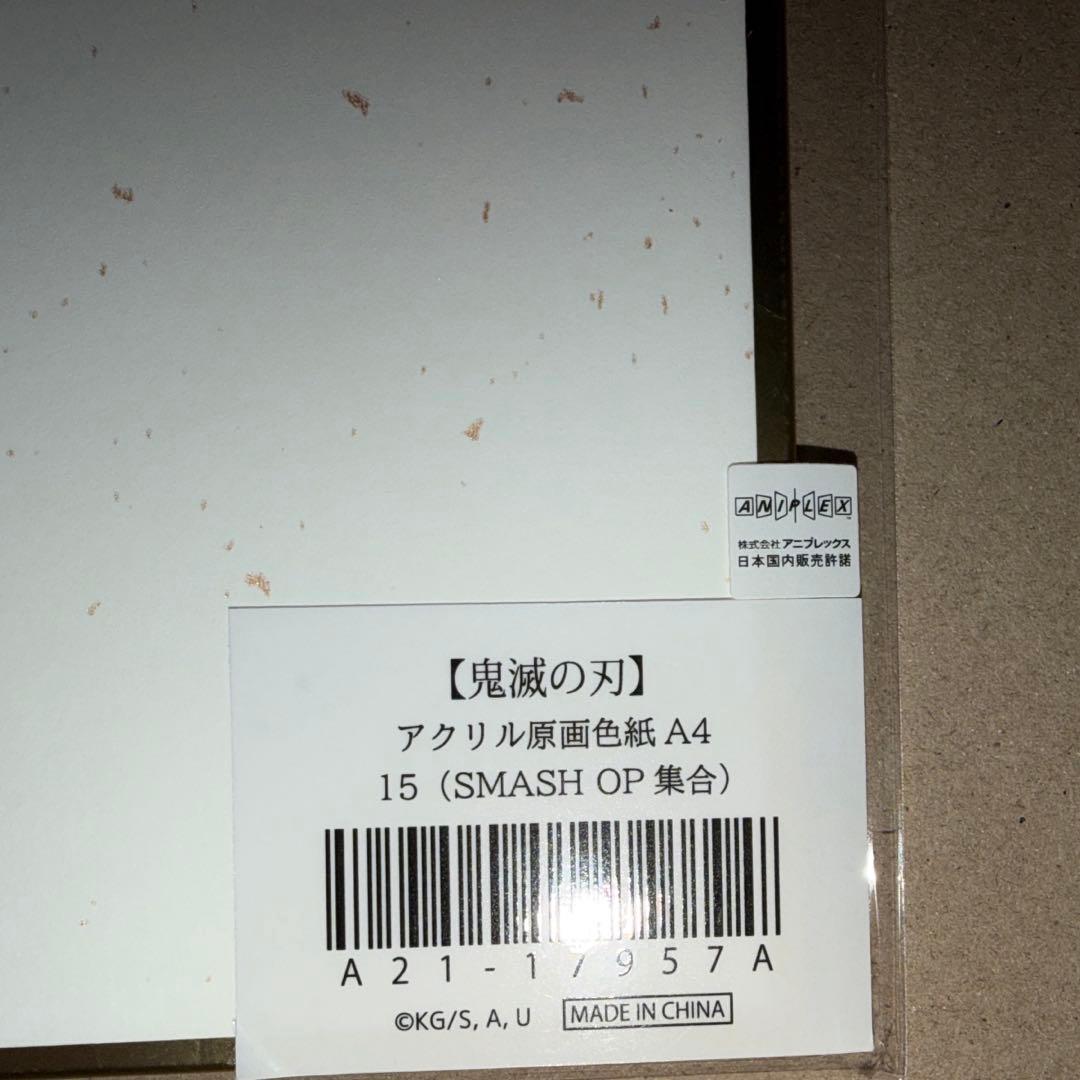 ANIPLEX
株式会社アニプレックス
日本国内販売許諾
【鬼滅の刃】
アクリル原画色紙 A4
15（SMASH OP 集合）
A21-17957A
©KG/S, A, U MADE IN CHINA